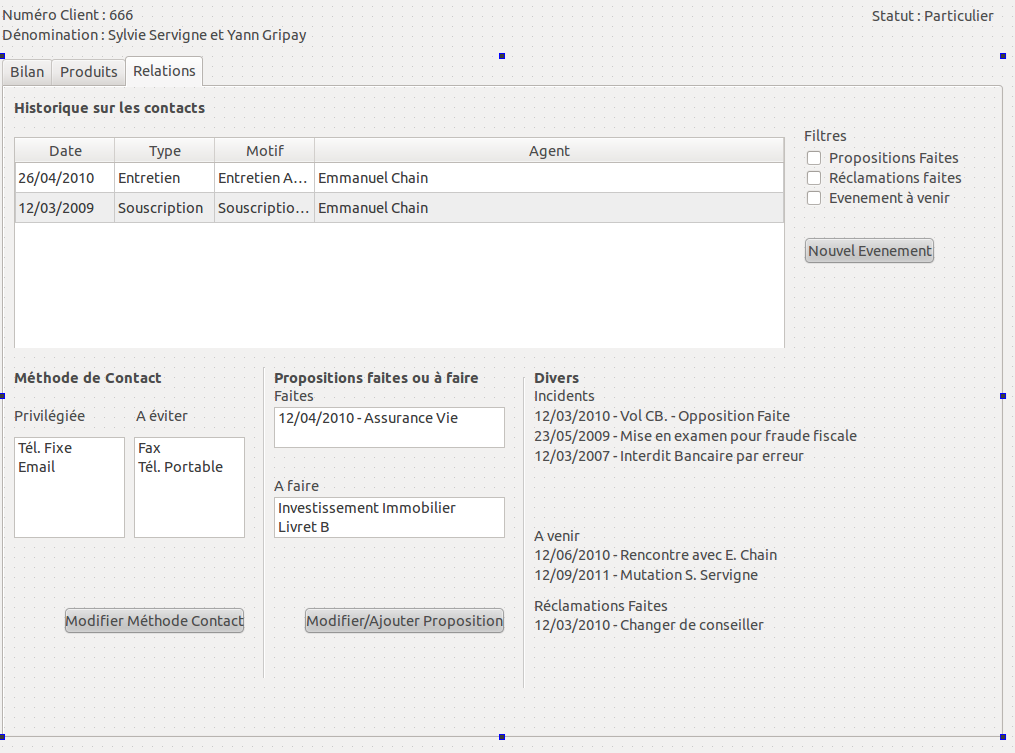 Numéro Client : 666
Statut : Particulier
Dénomination : Sylvie Servigne et Yann Gripay
Bilan Produits Relations
Historique sur les contacts
Filtres
Propositions Faites
Réclamations faites
Evenement à venir
Nouvel Evenement
Date Type Motif Agent
26/04/2010 Entretien Entretien A... Emmanuel Chain
12/03/2009 Souscription Souscriptio... Emmanuel Chain
Méthode de Contact
Privilégiée A éviter
Tél. Fixe
Email
Fax
Tél. Portable
Modifier Méthode Contact
Propositions faites ou à faire
Faites
12/04/2010 - Assurance Vie
A faire
Investissement Immobilier
Livret B
Modifier/Ajouter Proposition
Divers
Incidents
12/03/2010 - Vol CB. - Opposition Faite
23/05/2009 - Mise en examen pour fraude fiscale
12/03/2007 - Interdit Bancaire par erreur
A venir
12/06/2010 - Rencontre avec E. Chain
12/09/2011 - Mutation S. Servigne
Réclamations Faites
12/03/2010 - Changer de conseiller